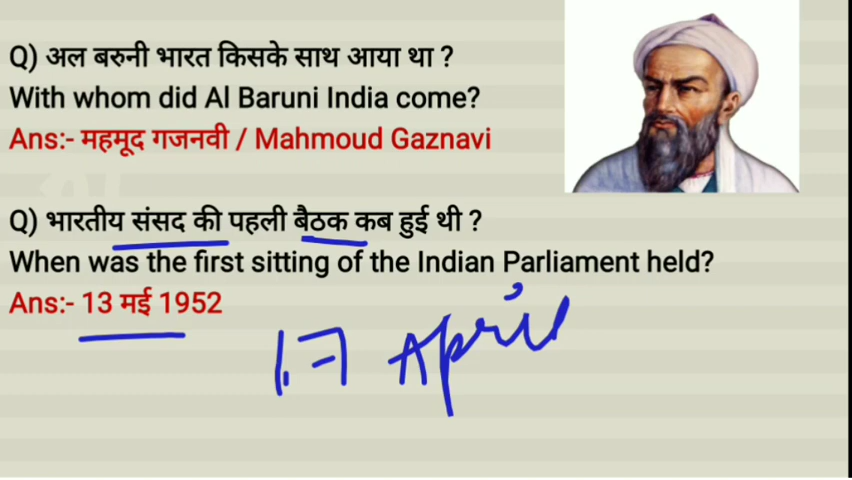 Q) अल बरुनी भारत किसके साथ आया था ?
With whom did Al Baruni India come?
Ans:- महमूद गजनवी / Mahmoud Gaznavi
Q) भारतीय संसद की पहली बैठक कब हुई थी ?
When was the first sitting of the Indian Parliament held?
Ans:- 13 मई 1952
17 April